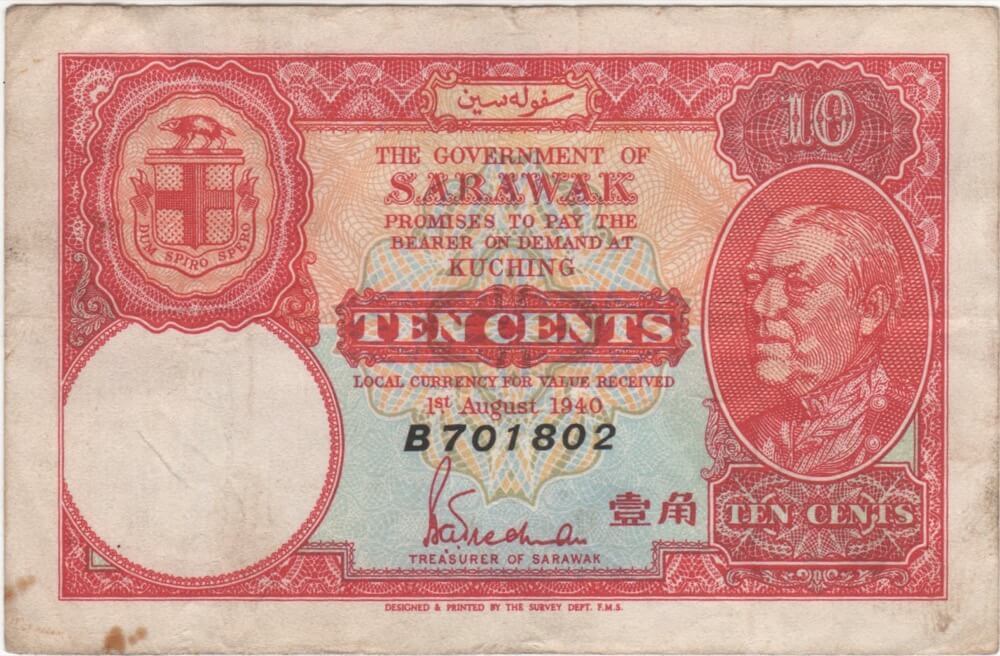 سفوله سين
10
THE GOVERNMENT OF
SARAWAK
PROMISES TO PAY THE
BEARER ON DEMAND AT
KUCHING
DUM SPIRO SPERO
TEN CENTS
LOCAL CURRENCY FOR VALUE RECEIVED
1st August 1940
B701802
壹角
TEN CENTS
TREASURER OF SARAWAK
DESIGNED & PRINTED BY THE SURVEY DEPT. F.M.S.